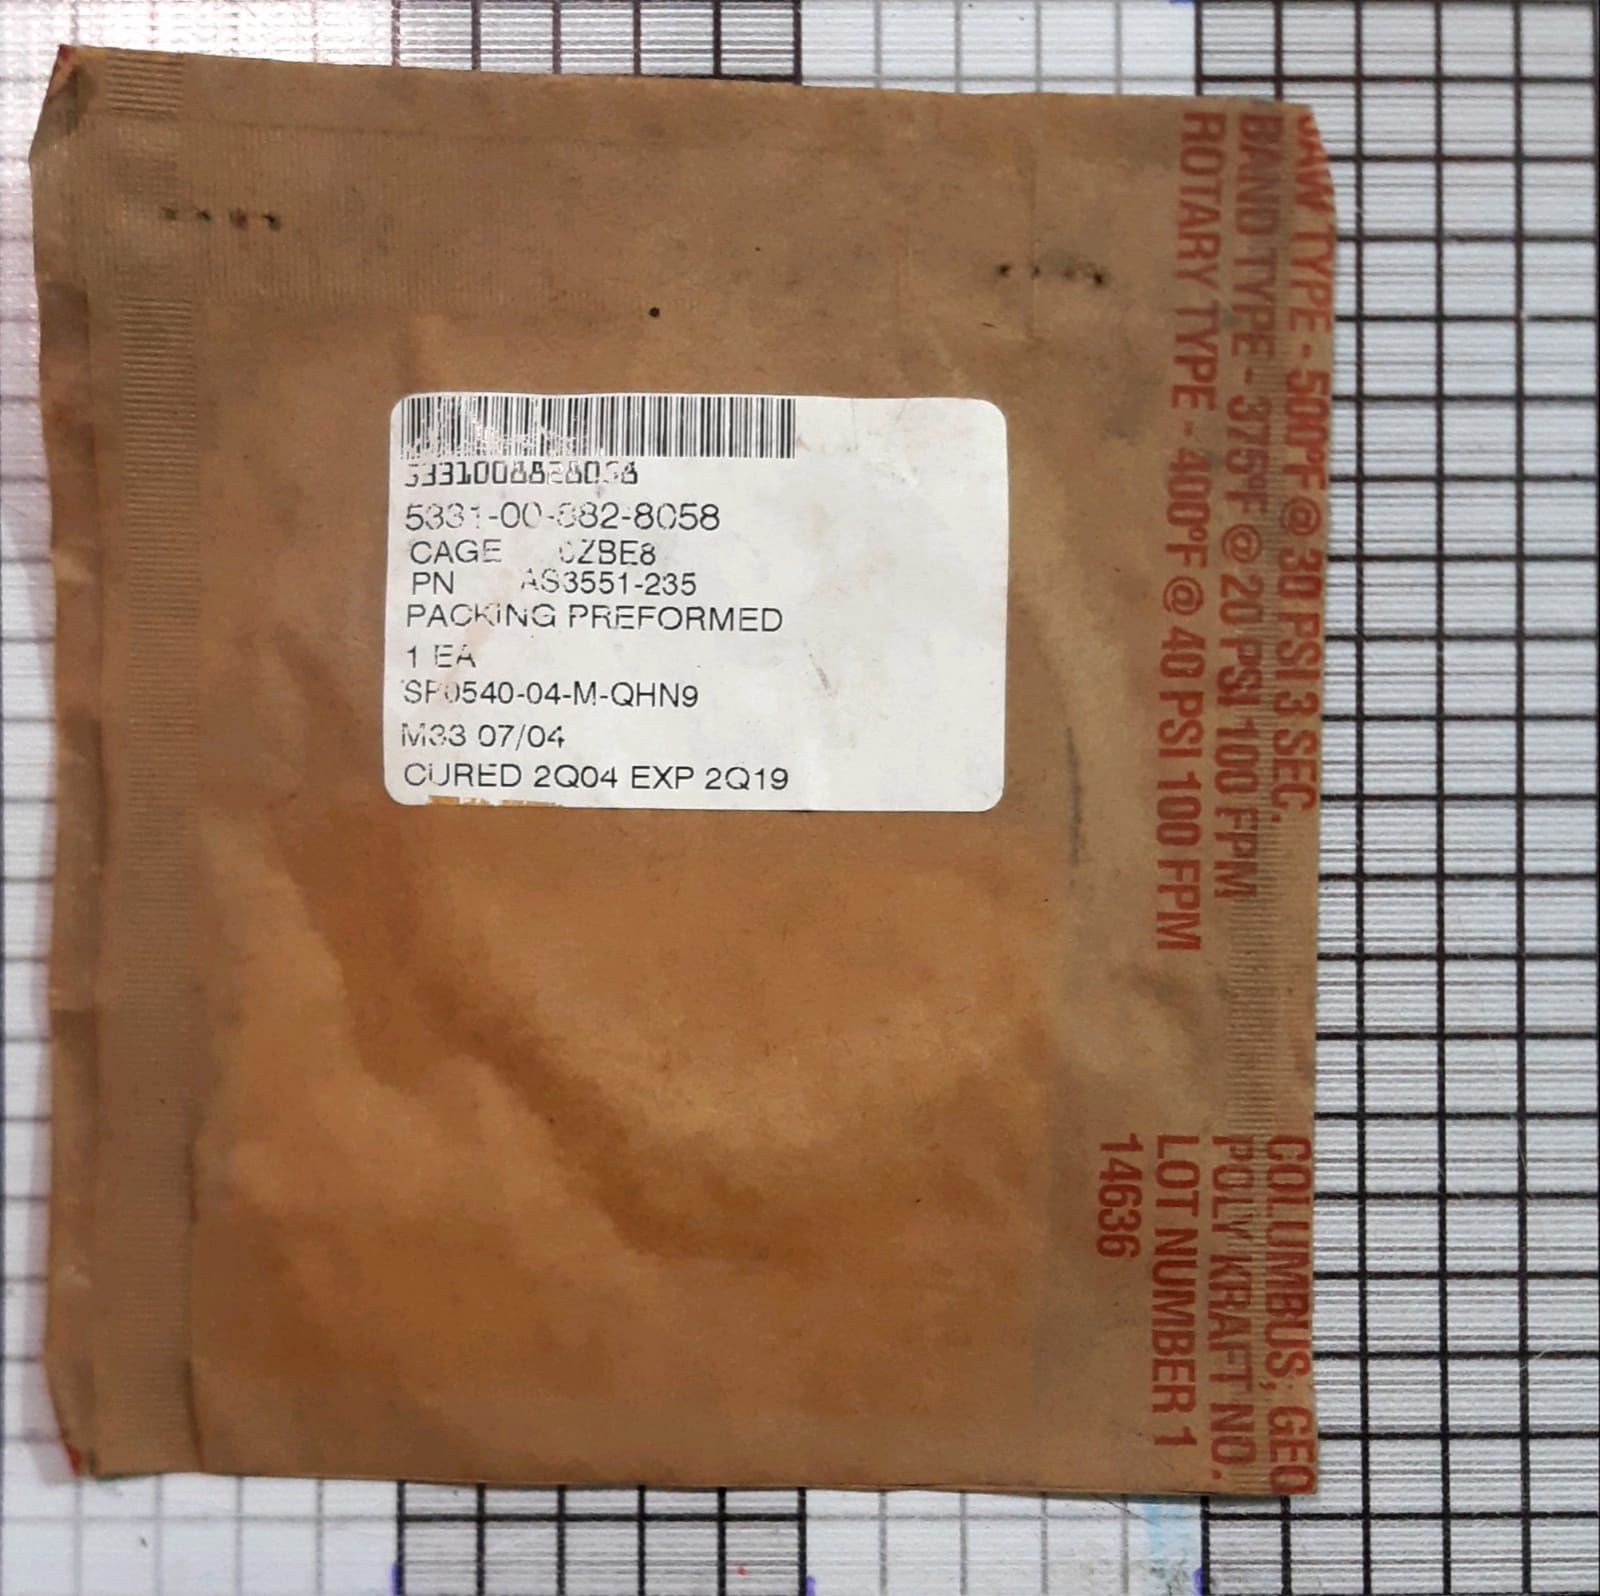 5331008828058
5331-00-882-8058
CAGE 0ZBE8
PN AS3551-235
PACKING PREFORMED
1 EA
SP0540-04-M-QHN9
M33 07/04
CURED 2Q04 EXP 2Q19
JAW TYPE - 500°F @ 30 PSI 3 SEC.
BAND TYPE - 375°F @ 20 PSI 100 FPM
ROTARY TYPE - 400°F @ 40 PSI 100 FPM
COLUMBUS, GEO
POLY KRAFT NO.
LOT NUMBER 1
14636